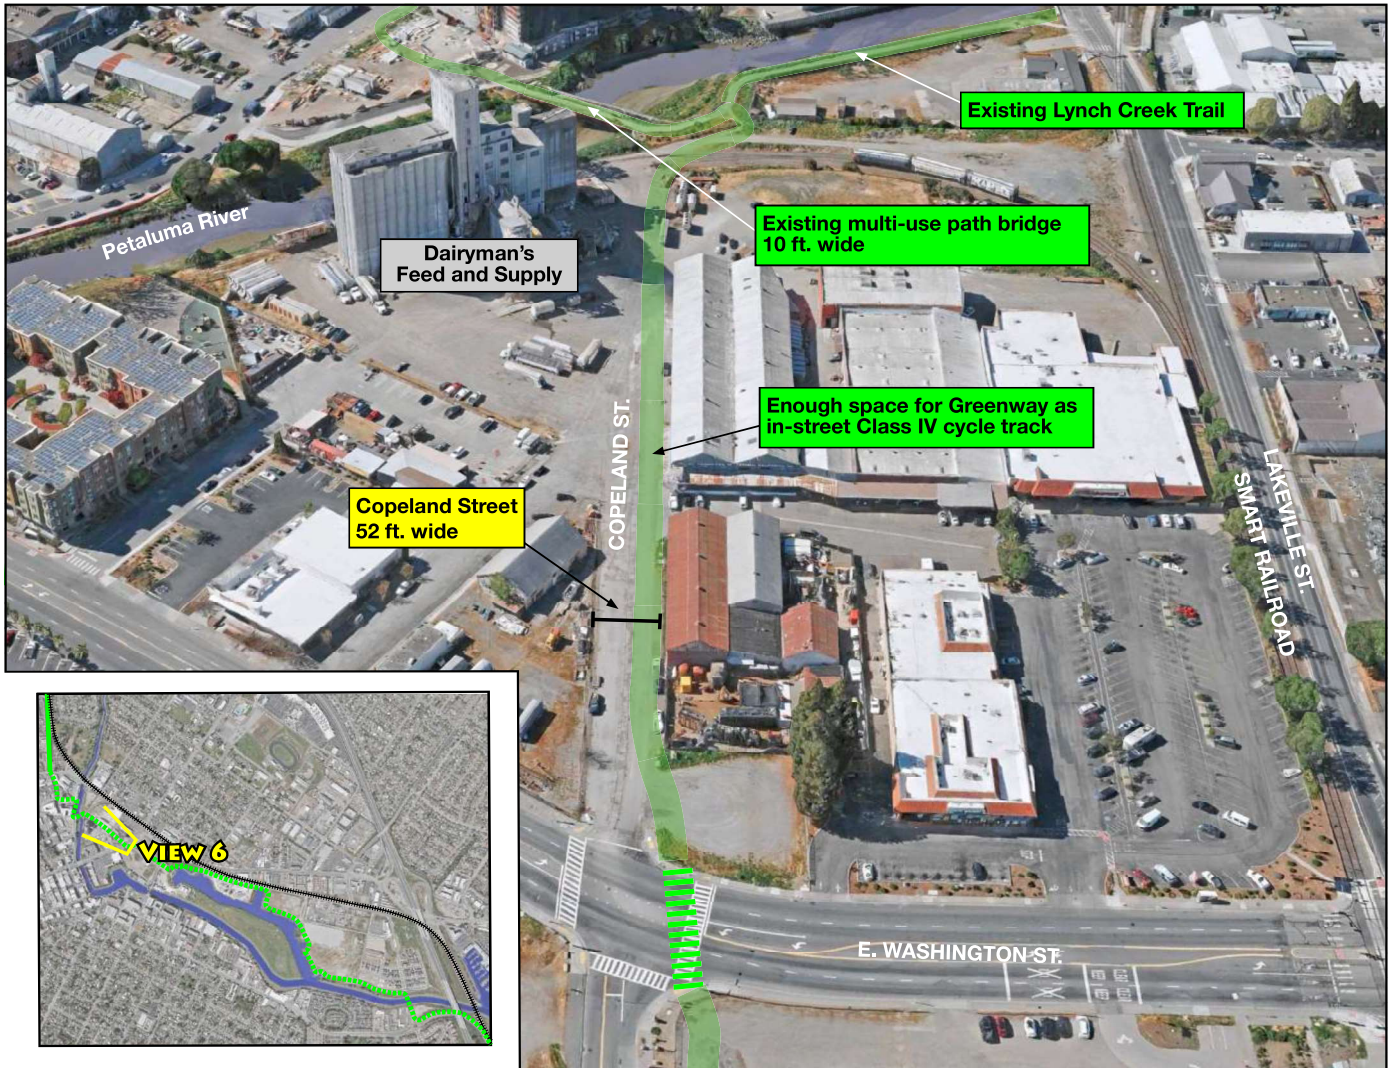 Existing Lynch Creek Trail
Petaluma River
Existing multi-use path bridge
10 ft. wide
Dairyman's
Feed and Supply
Enough space for Greenway as
in-street Class IV cycle track
COPELAND ST.
Copeland Street
52 ft. wide
LAKEVILLE ST.
SMART RAILROAD
VIEW 6
E. WASHINGTON ST.